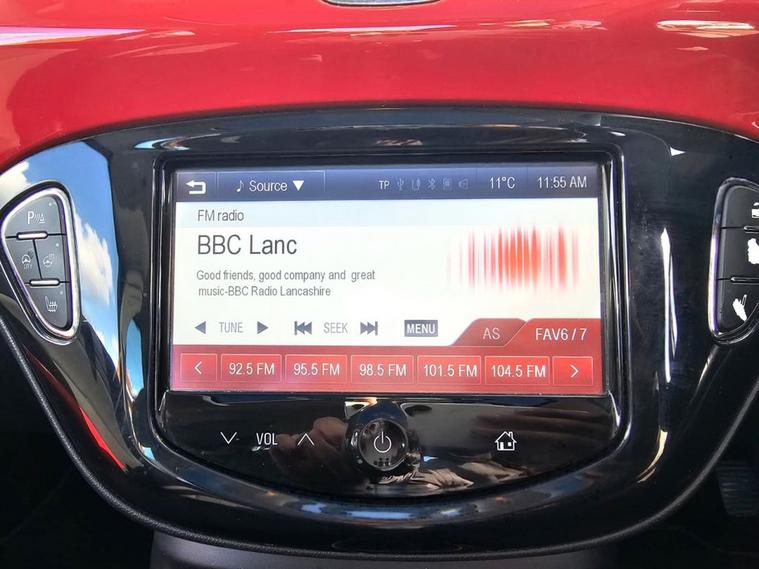 Source TP 11°C 11:55 AM
FM radio
BBC Lanc
Good friends, good company and great
music-BBC Radio Lancashire
TUNE SEEK MENU AS FAV6 / 7
92.5 FM 95.5 FM 98.5 FM 101.5 FM 104.5 FM
VOL